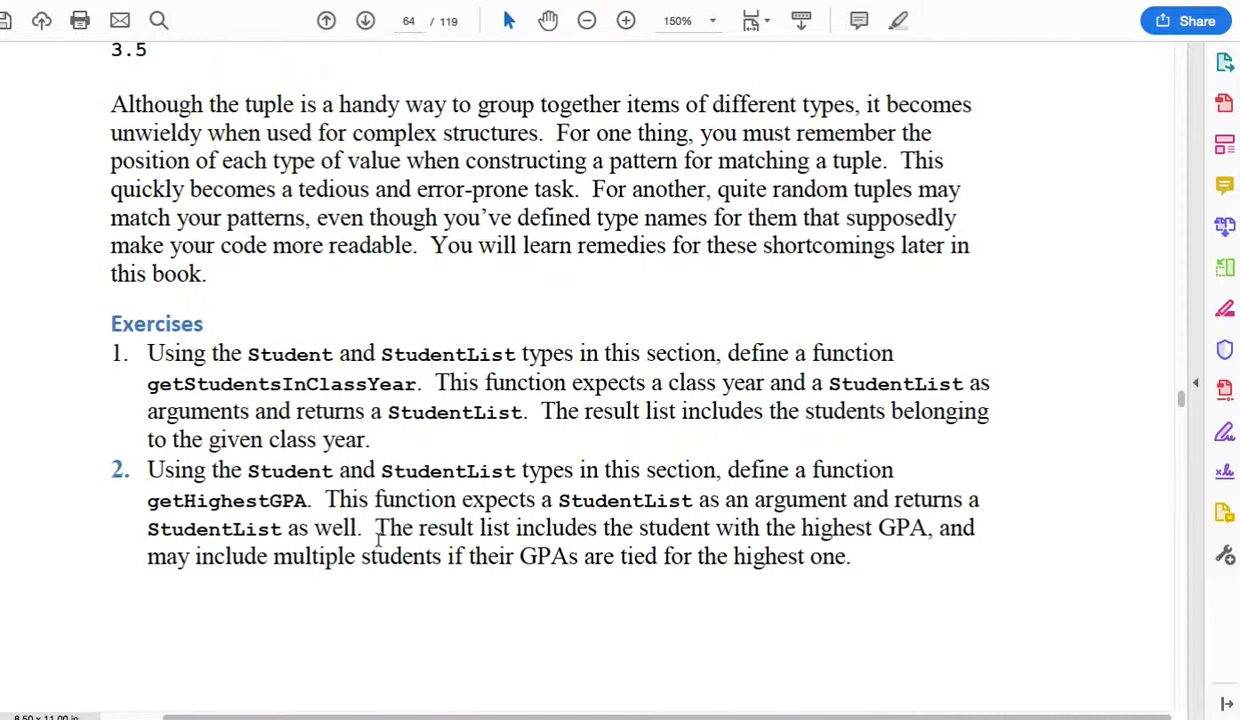 64 / 119
150%
Share
3.5
Although the tuple is a handy way to group together items of different types, it becomes
unwieldy when used for complex structures.  For one thing, you must remember the
position of each type of value when constructing a pattern for matching a tuple.  This
quickly becomes a tedious and error-prone task.  For another, quite random tuples may
match your patterns, even though you’ve defined type names for them that supposedly
make your code more readable.  You will learn remedies for these shortcomings later in
this book.
Exercises
1. Using the Student and StudentList types in this section, define a function
getStudentsInClassYear.  This function expects a class year and a StudentList as
arguments and returns a StudentList.  The result list includes the students belonging
to the given class year.
2. Using the Student and StudentList types in this section, define a function
getHighestGPA.  This function expects a StudentList as an argument and returns a
StudentList as well.  The result list includes the student with the highest GPA, and
may include multiple students if their GPAs are tied for the highest one.
8.50 x 11.00 in